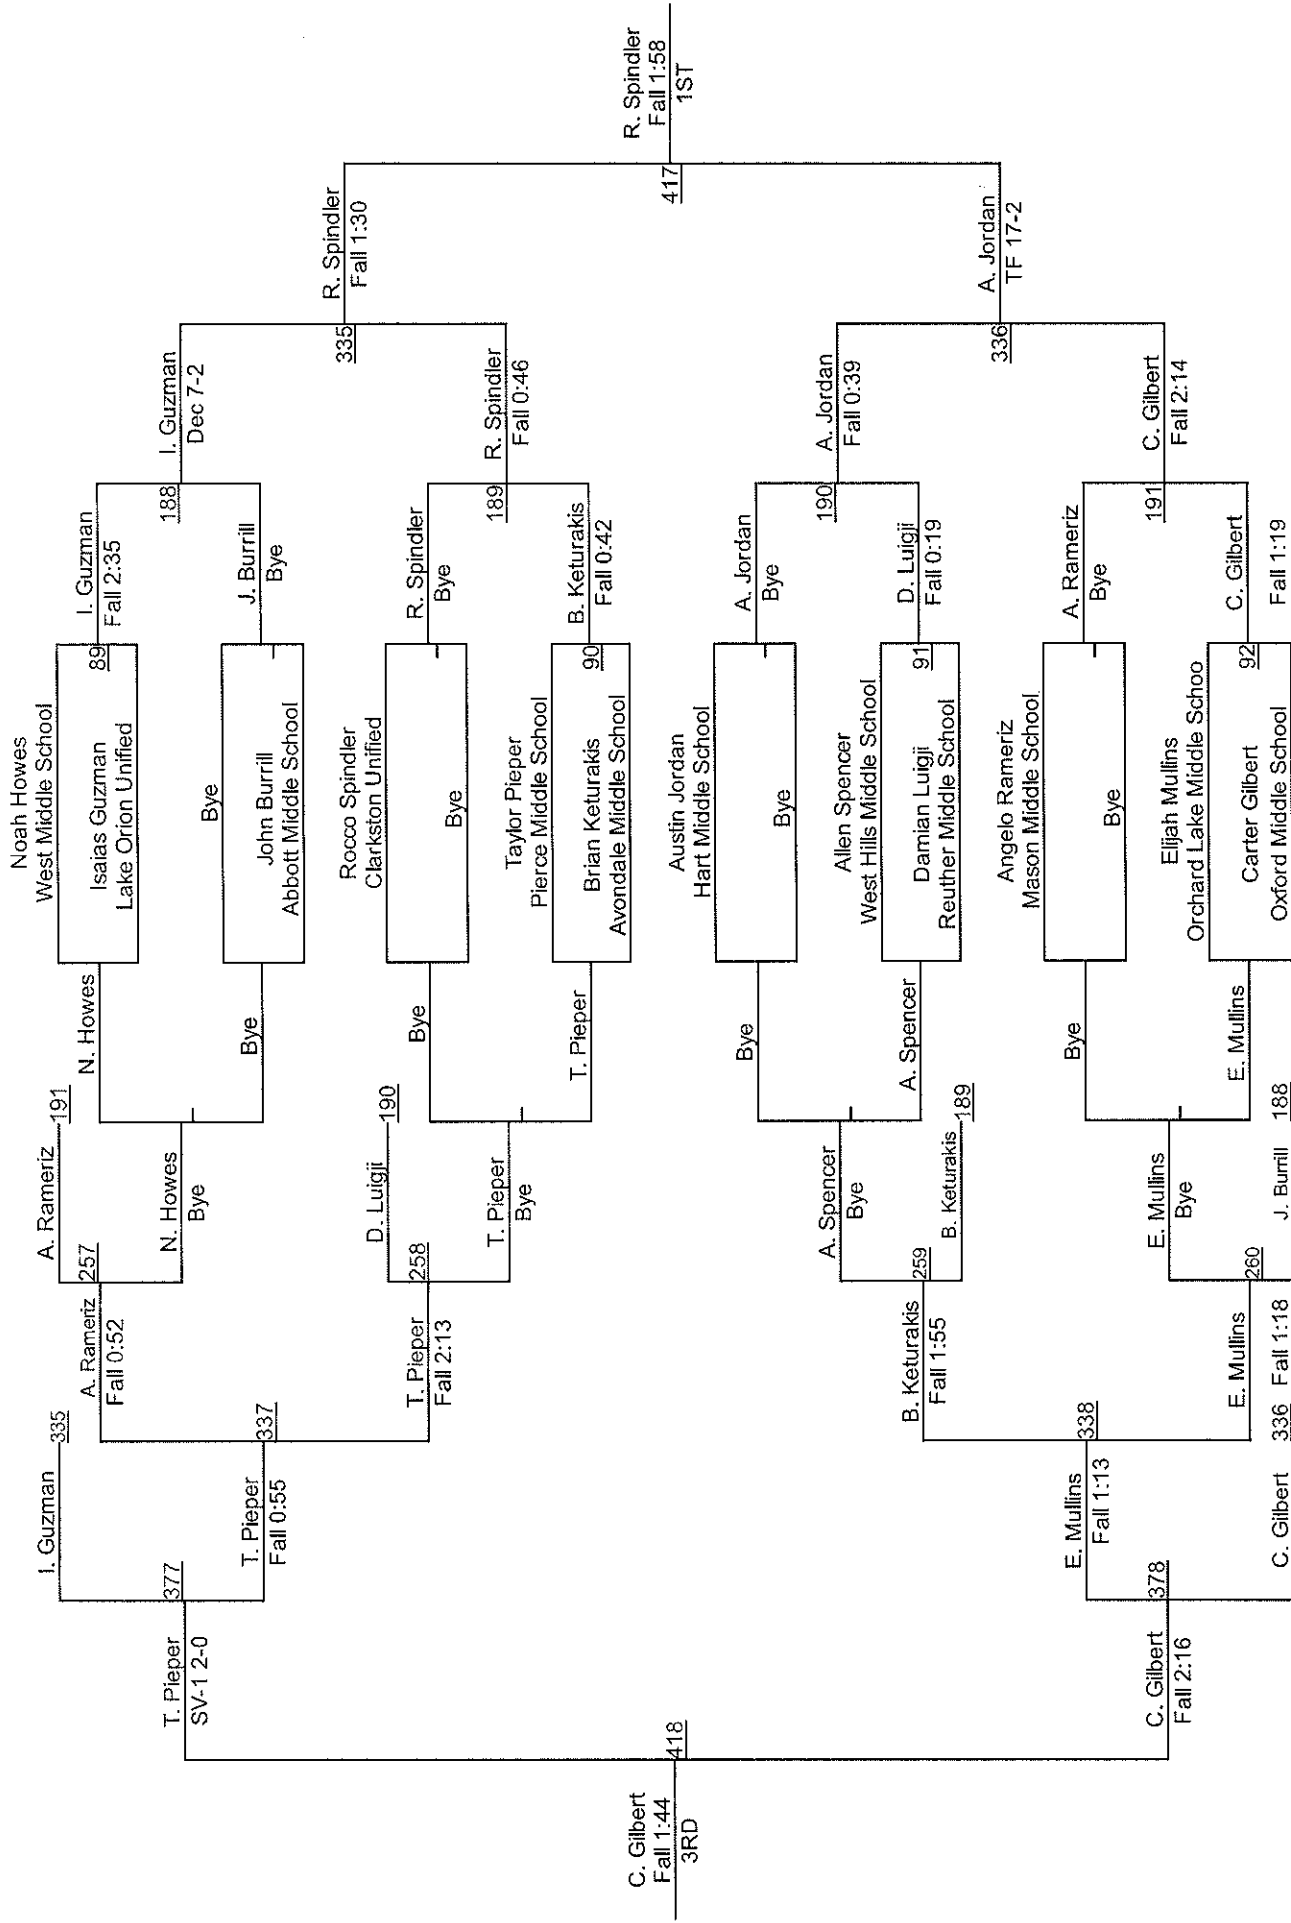 Noah Howes
West Middle School
89
Isaias Guzman
Lake Orion Unified
Bye
John Burrill
Abbott Middle School
Rocco Spindler
Clarkston Unified
Bye
Taylor Pieper
Pierce Middle School
90
Brian Keturakis
Avondale Middle School
Austin Jordan
Hart Middle School
Bye
Allen Spencer
West Hills Middle School
91
Damian Luigji
Reuther Middle School
Angelo Rameriz
Mason Middle School
Bye
Elijah Mullins
Orchard Lake Middle Schoo
92
Carter Gilbert
Oxford Middle School
I. Guzman
Fall 2:35
J. Burrill
Bye
R. Spindler
Bye
B. Keturakis
Fall 0:42
A. Jordan
Bye
D. Luigji
Fall 0:19
A. Rameriz
Bye
C. Gilbert
Fall 1:19
188
I. Guzman
Dec 7-2
189
R. Spindler
Fall 0:46
190
A. Jordan
Fall 0:39
191
C. Gilbert
Fall 2:14
335
R. Spindler
Fall 1:30
336
A. Jordan
TF 17-2
417
R. Spindler
Fall 1:58
1ST
N. Howes
Bye
Bye
T. Pieper
Bye
A. Spencer
Bye
E. Mullins
A. Rameriz
191
N. Howes
Bye
D. Luigji
190
T. Pieper
Bye
A. Spencer
Bye
B. Keturakis
189
E. Mullins
Bye
J. Burrill
188
257
A. Rameriz
Fall 0:52
258
T. Pieper
Fall 2:13
259
B. Keturakis
Fall 1:55
260
E. Mullins
Fall 1:18
I. Guzman
335
337
T. Pieper
Fall 0:55
338
E. Mullins
Fall 1:13
C. Gilbert
336
377
T. Pieper
SV-1 2-0
378
C. Gilbert
Fall 2:16
418
C. Gilbert
Fall 1:44
3RD